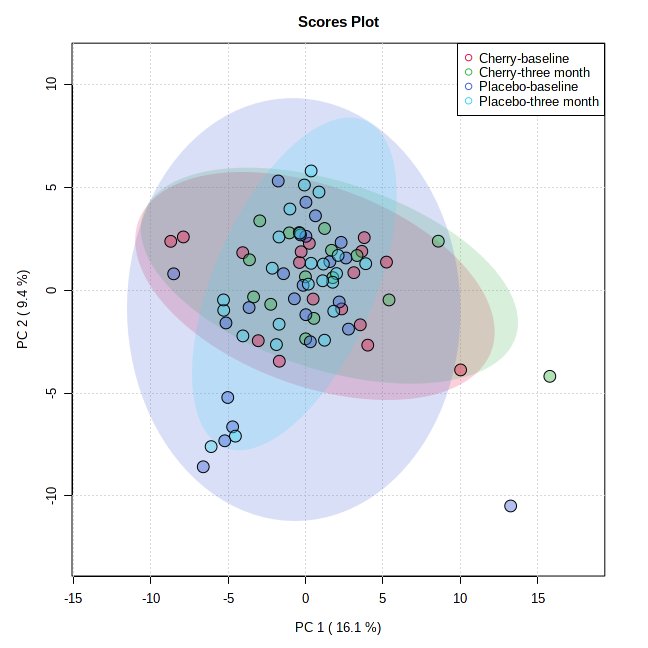 Scores Plot
Cherry-baseline
Cherry-three month
Placebo-baseline
Placebo-three month
10
5
0
-5
-10
PC 2 ( 9.4 %)
-15 -10 -5 0 5 10 15
PC 1 ( 16.1 %)